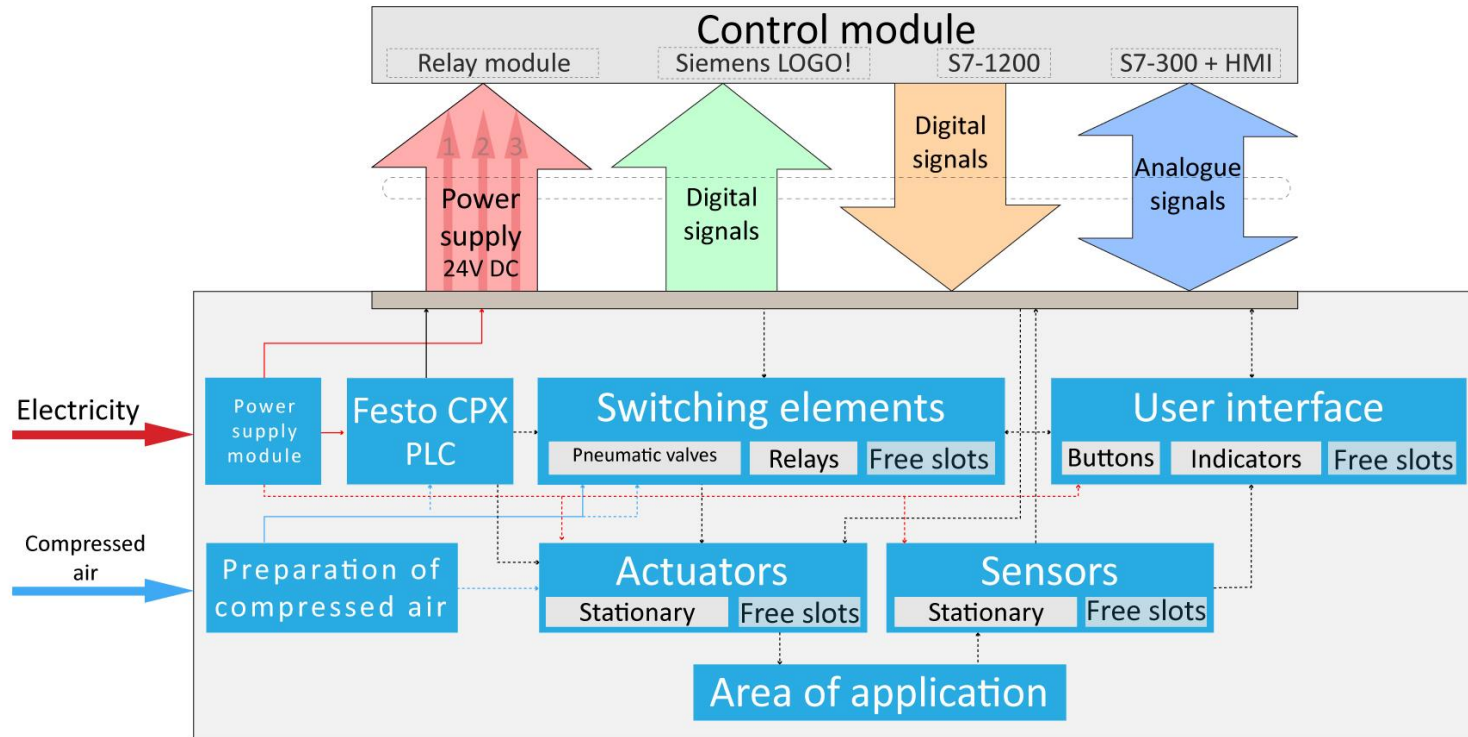 Control module
Relay module
Siemens LOGO!
S7-1200
S7-300 + HMI
1 2 3
Power
supply
24V DC
Digital
signals
Digital
signals
Analogue
signals
Electricity
Power
supply
module
Festo CPX
PLC
Switching elements
Pneumatic valves
Relays
Free slots
User interface
Buttons
Indicators
Free slots
Compressed
air
Preparation of
compressed air
Actuators
Stationary
Free slots
Sensors
Stationary
Free slots
Area of application